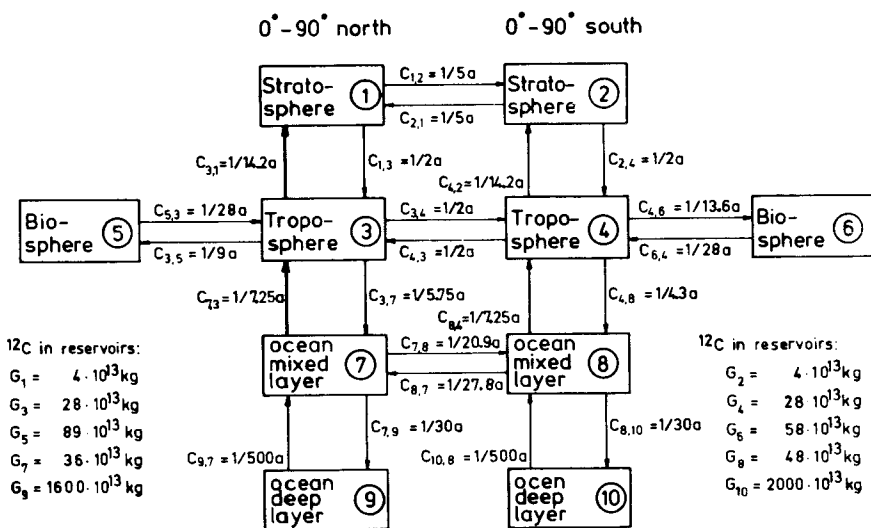 0°-90° north
0°-90° south
Strato-
sphere
1
C1,2 = 1/5a
C2,1 = 1/5a
Strato-
sphere
2
C3,1 = 1/14.2a
C1,3 = 1/2a
C4,2 = 1/14.2a
C2,4 = 1/2a
Bio-
sphere
5
C5,3 = 1/28a
C3,5 = 1/9a
Tropo-
sphere
3
C3,4 = 1/2a
C4,3 = 1/2a
Tropo-
sphere
4
C4,6 = 1/13.6a
C6,4 = 1/28a
Bio-
sphere
6
C7,3 = 1/7.25a
C3,7 = 1/5.75a
C8,4 = 1/7.25a
C4,8 = 1/4.3a
ocean
mixed
layer
7
C7,8 = 1/20.9a
C8,7 = 1/27.8a
ocean
mixed
layer
8
C9,7 = 1/500a
C7,9 = 1/30a
C10,8 = 1/500a
C8,10 = 1/30a
ocean
deep
layer
9
ocen
deep
layer
10
12C in reservoirs:
G1 = 4·10^13 kg
G3 = 28·10^13 kg
G5 = 89·10^13 kg
G7 = 36·10^13 kg
G9 = 1600·10^13 kg
12C in reservoirs:
G2 = 4·10^13 kg
G4 = 28·10^13 kg
G6 = 58·10^13 kg
G8 = 48·10^13 kg
G10 = 2000·10^13 kg